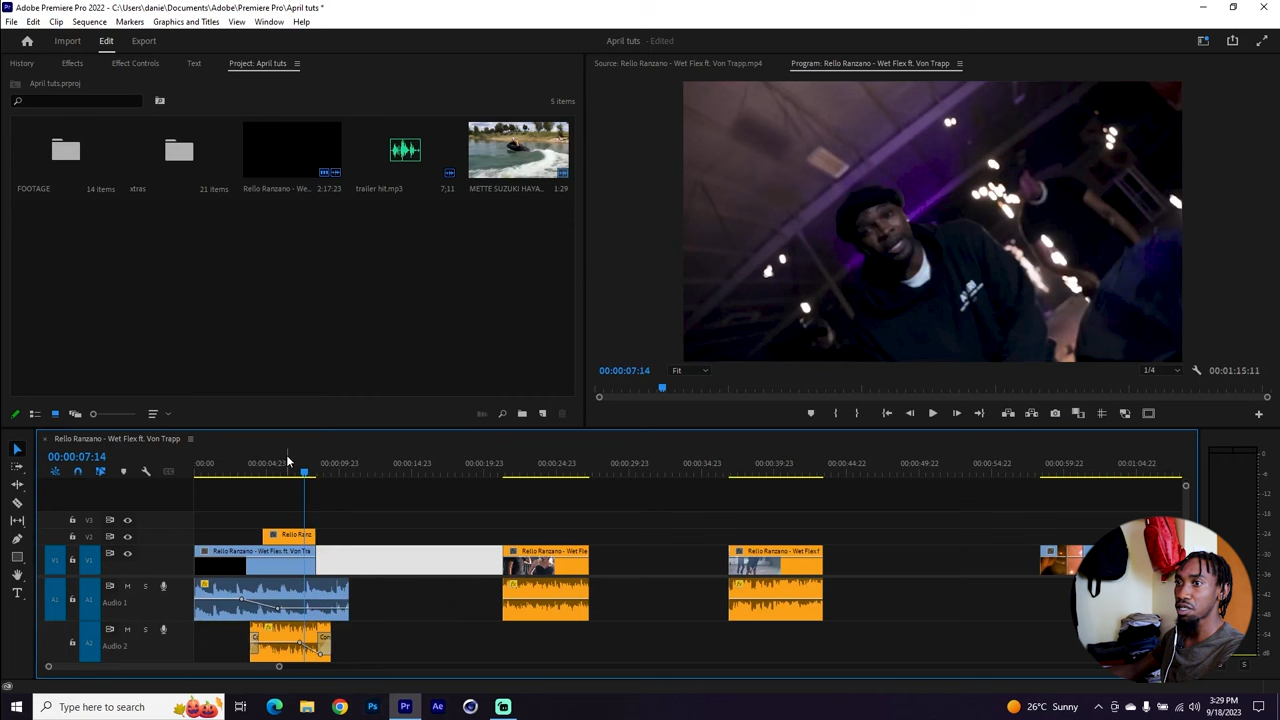 Adobe Premiere Pro 2022 - C:\Users\danie\Documents\Adobe\Premiere Pro\April tuts *
File Edit Clip Sequence Markers Graphics and Titles View Window Help
Import Edit Export
April tuts - Edited
History Effects Effect Controls Text Project: April tuts
Source: Rello Ranzano - Wet Flex ft. Von Trapp.mp4 Program: Rello Ranzano - Wet Flex ft. Von Trapp
April tuts.prproj
5 items
FOOTAGE 14 items xtras 21 items Rello Ranzano - We... 2:17:23 trailer hit.mp3 7;11 METTE SUZUKI HAYA... 1:29
00:00:07:14 Fit 1/4 00:01:15:11
Rello Ranzano - Wet Flex ft. Von Trapp
00:00:07:14
:00:00 00:00:04:23 00:00:09:23 00:00:14:23 00:00:19:23 00:00:24:23 00:00:29:23 00:00:34:23 00:00:39:23 00:00:44:22 00:00:49:22 00:00:54:22 00:00:59:22 00:01:04:22
V3
V2 Rello Ranz
V1 V1 Rello Ranzano - Wet Flex ft. Von Tra Rello Ranzano - Wet Fle Rello Ranzano - Wet Flex f
A1 A1 M S
Audio 1
A2 M S
Audio 2
Type here to search
Ps Pr Ae
26°C Sunny
3:29 PM
9/18/2023